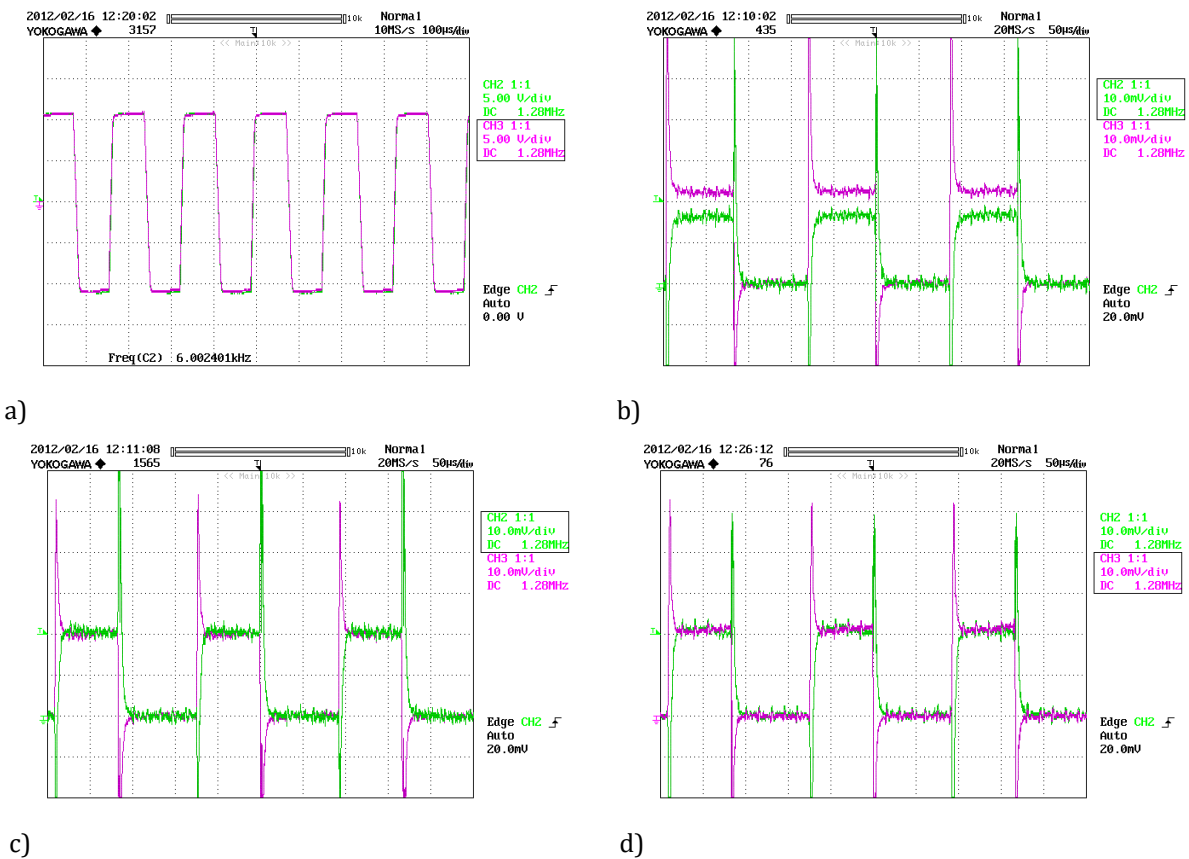 2012/02/16 12:20:02 10k Normal
YOKOGAWA ◆ 3157 10MS/s 100µs/div
<< Main:10k >>
CH2 1:1
5.00 V/div
DC 1.28MHz
CH3 1:1
5.00 V/div
DC 1.28MHz
Edge CH2
Auto
0.00 V
Freq(C2) 6.002401kHz
a)
2012/02/16 12:10:02 10k Normal
YOKOGAWA ◆ 435 20MS/s 50µs/div
<< Main:10k >>
CH2 1:1
10.0mV/div
DC 1.28MHz
CH3 1:1
10.0mV/div
DC 1.28MHz
Edge CH2
Auto
20.0mV
b)
2012/02/16 12:11:08 10k Normal
YOKOGAWA ◆ 1565 20MS/s 50µs/div
<< Main:10k >>
CH2 1:1
10.0mV/div
DC 1.28MHz
CH3 1:1
10.0mV/div
DC 1.28MHz
Edge CH2
Auto
20.0mV
c)
2012/02/16 12:26:12 10k Normal
YOKOGAWA ◆ 76 20MS/s 50µs/div
<< Main:10k >>
CH2 1:1
10.0mV/div
DC 1.28MHz
CH3 1:1
10.0mV/div
DC 1.28MHz
Edge CH2
Auto
20.0mV
d)